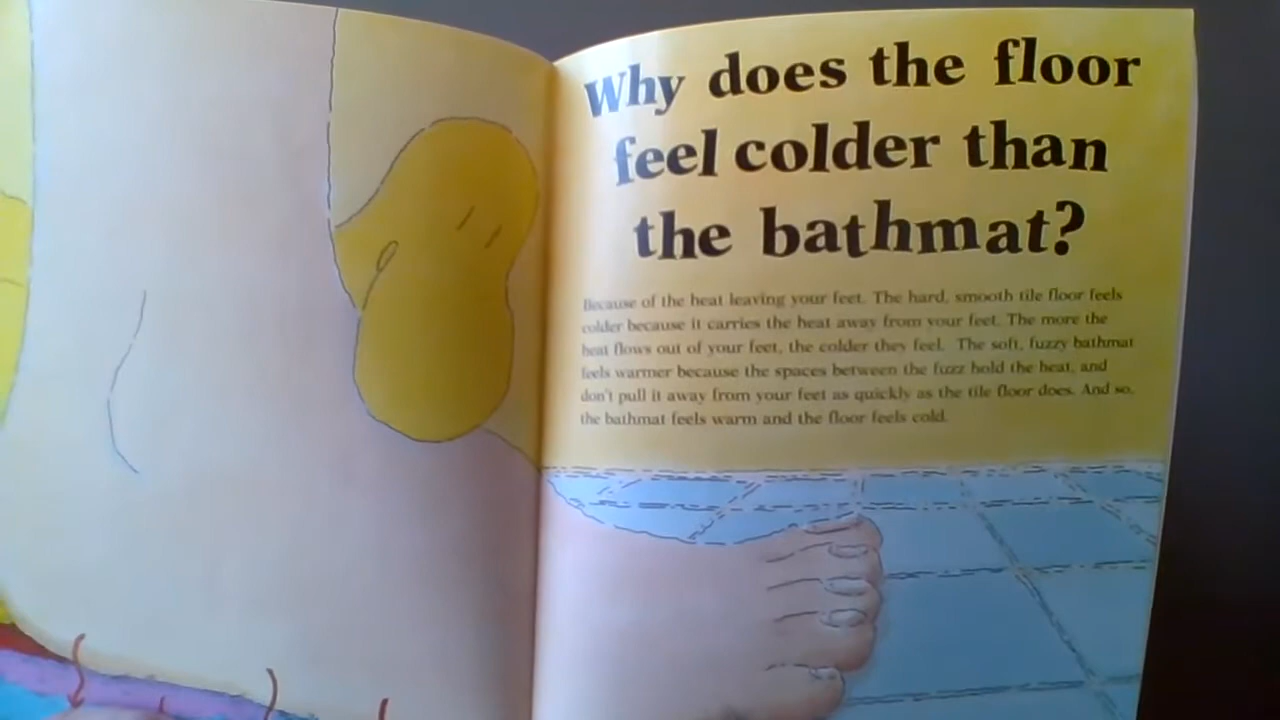 Why does the floor
feel colder than
the bathmat?
Because of the heat leaving your feet. The hard, smooth tile floor feels
colder because it carries the heat away from your feet. The more the
heat flows out of your feet, the colder they feel. The soft, fuzzy bathmat
feels warmer because the spaces between the fuzz hold the heat, and
don't pull it away from your feet as quickly as the tile floor does. And so,
the bathmat feels warm and the floor feels cold.